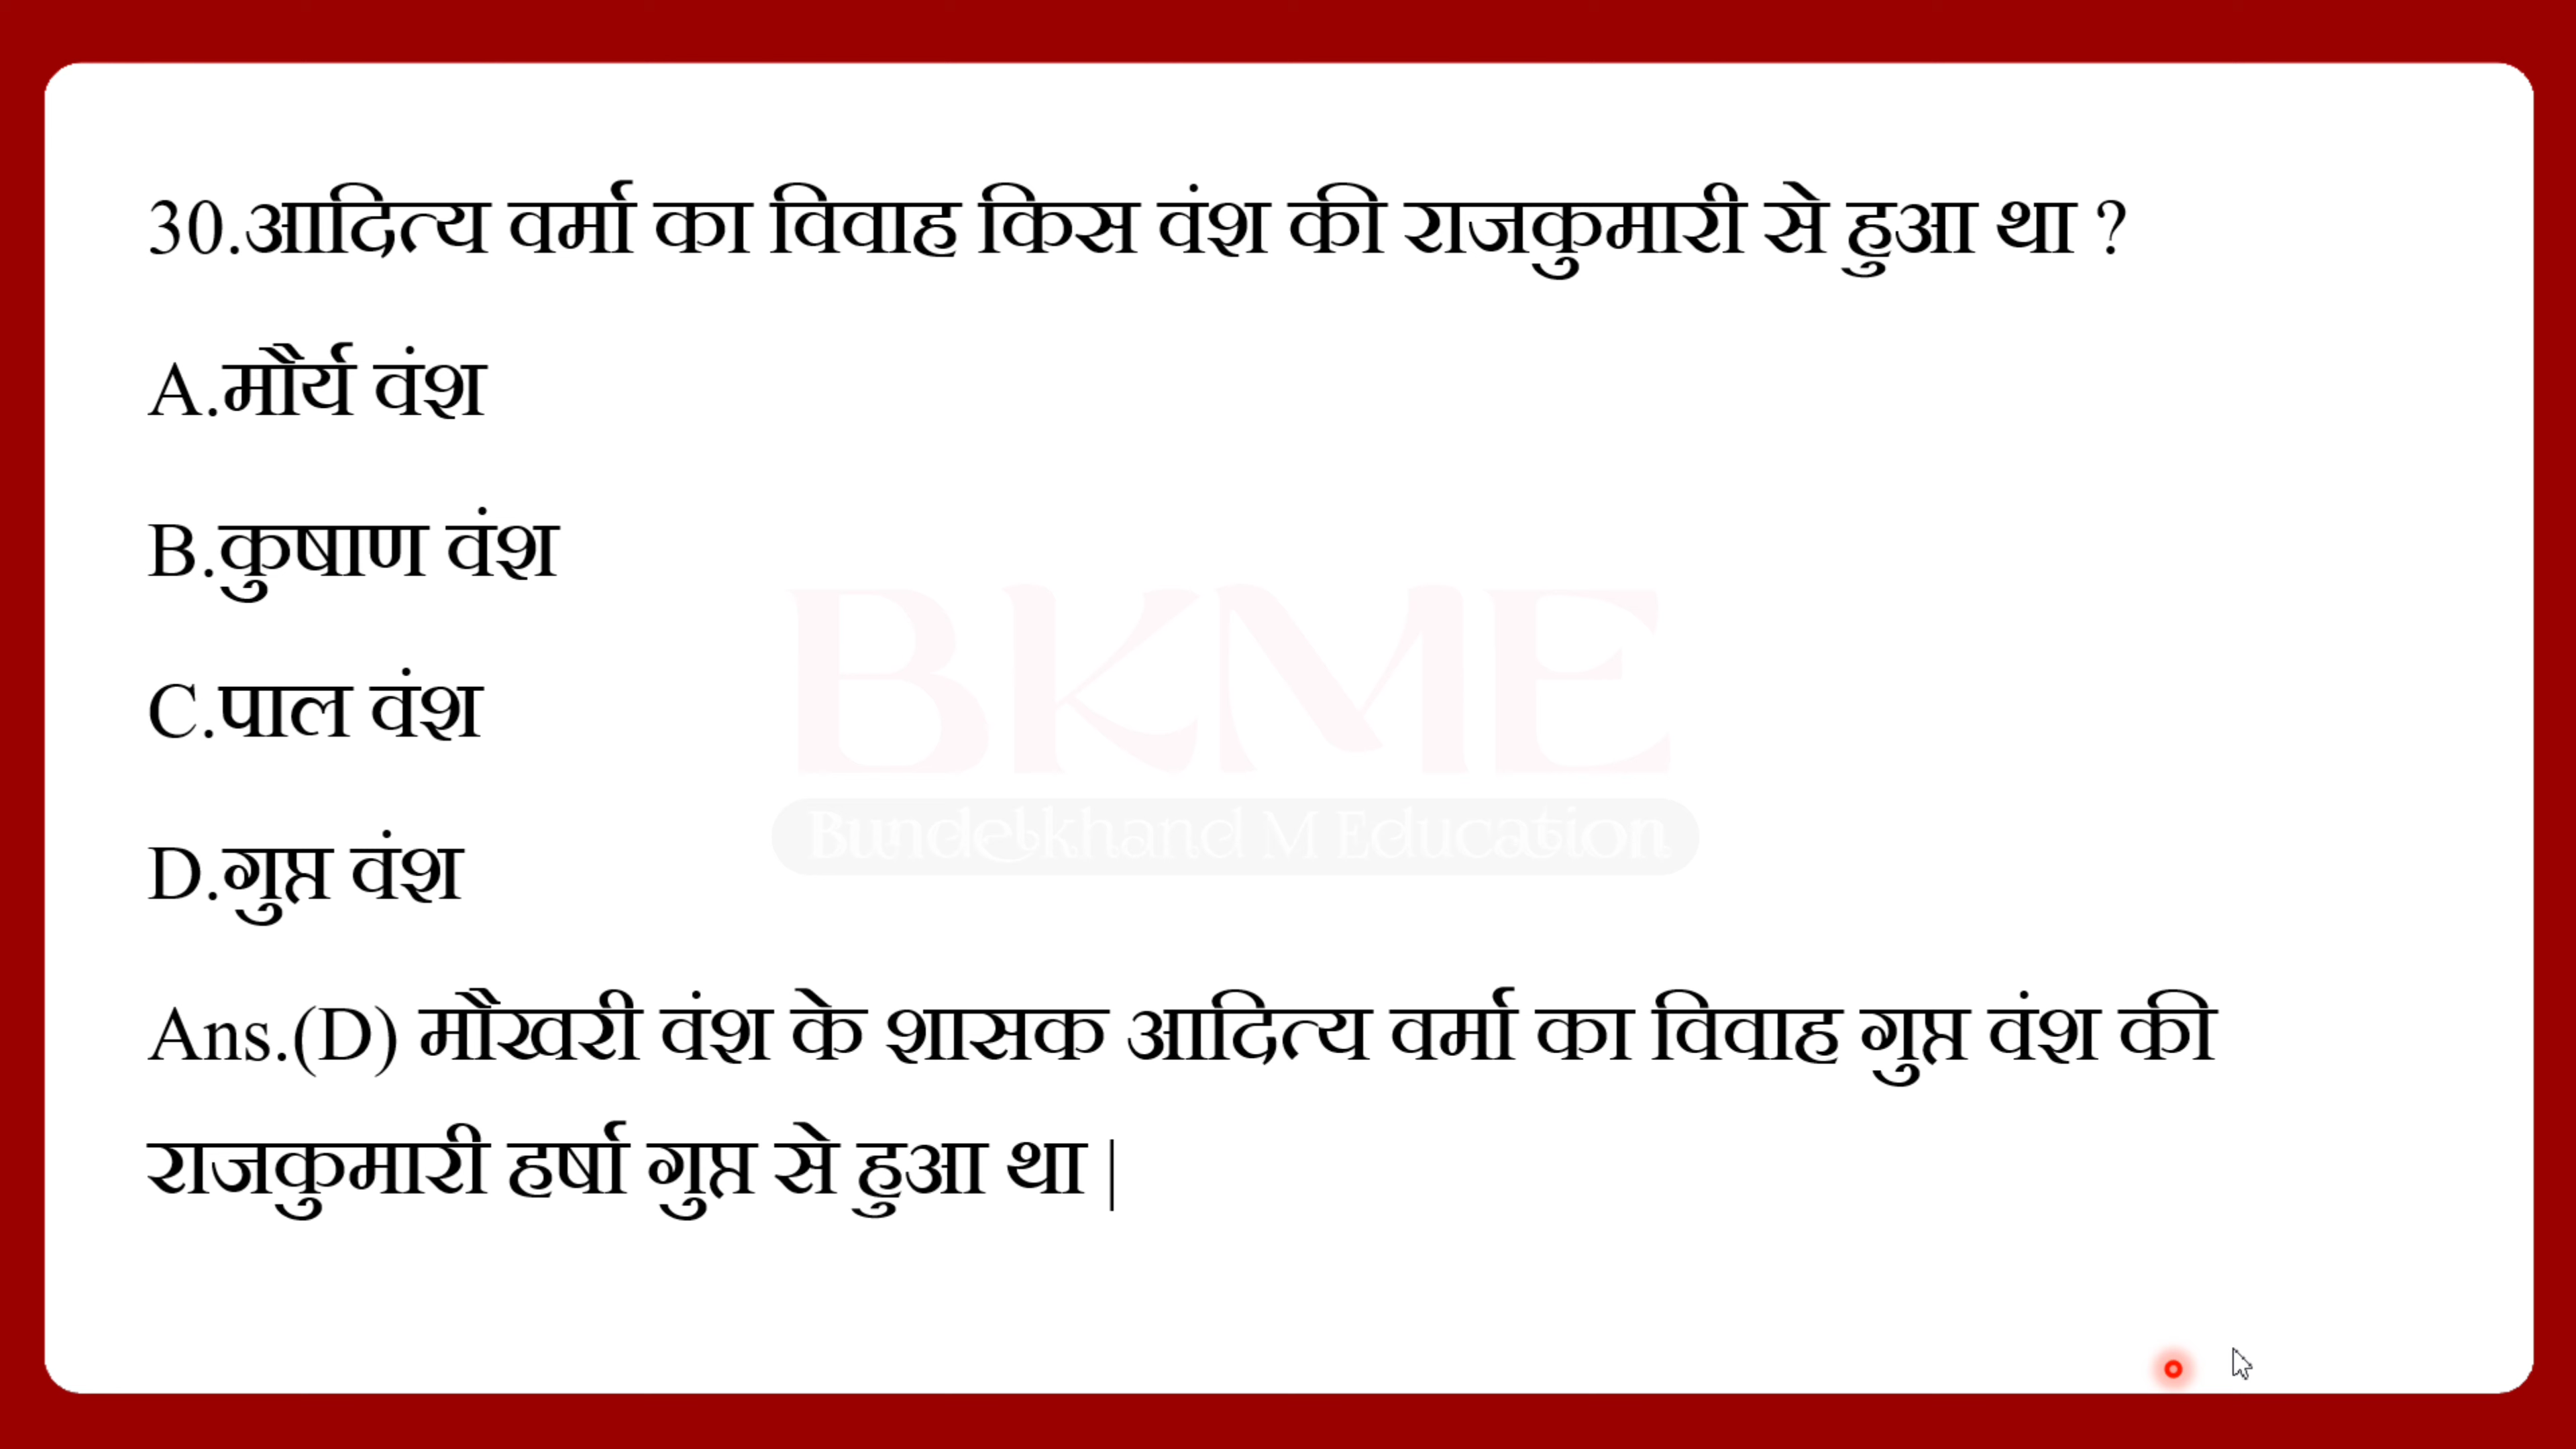 30.आदित्य वर्मा का विवाह किस वंश की राजकुमारी से हुआ था ?
A.मौर्य वंश
B.कुषाण वंश
C.पाल वंश
D.गुप्त वंश
BKME
Bundelkhand M Education
Ans.(D) मौखरी वंश के शासक आदित्य वर्मा का विवाह गुप्त वंश की
राजकुमारी हर्षा गुप्त से हुआ था |